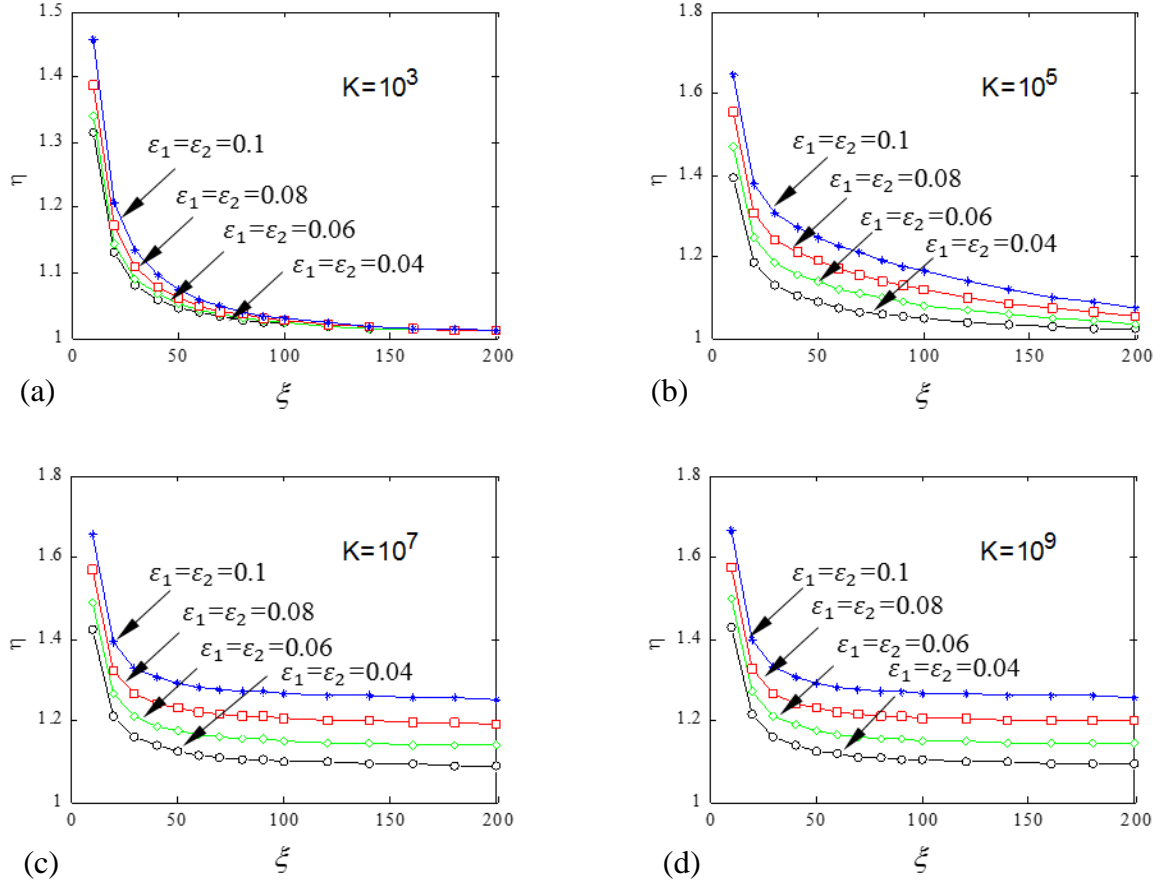 1.5
1.4
1.3
1.2
1.1
1
η
K=10³
ε₁=ε₂=0.1
ε₁=ε₂=0.08
ε₁=ε₂=0.06
ε₁=ε₂=0.04
0 50 100 150 200
(a) ξ
1.8
1.6
1.4
1.2
1
η
K=10⁵
ε₁=ε₂=0.1
ε₁=ε₂=0.08
ε₁=ε₂=0.06
ε₁=ε₂=0.04
0 50 100 150 200
(b) ξ
1.8
1.6
1.4
1.2
1
η
K=10⁷
ε₁=ε₂=0.1
ε₁=ε₂=0.08
ε₁=ε₂=0.06
ε₁=ε₂=0.04
0 50 100 150 200
(c) ξ
1.8
1.6
1.4
1.2
1
η
K=10⁹
ε₁=ε₂=0.1
ε₁=ε₂=0.08
ε₁=ε₂=0.06
ε₁=ε₂=0.04
0 50 100 150 200
(d) ξ